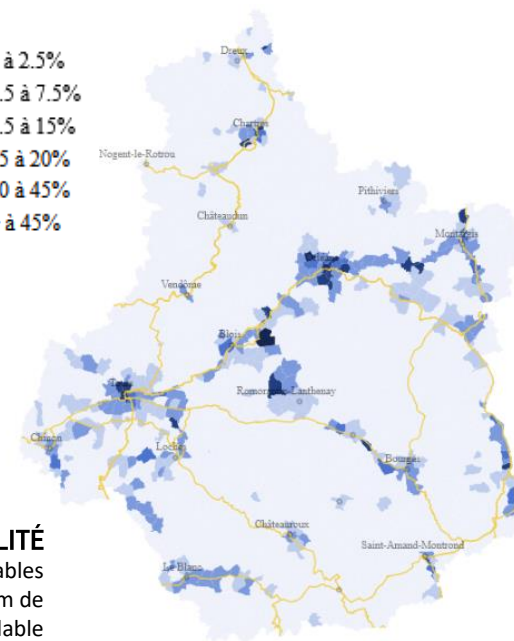 à 2.5%
.5 à 7.5%
.5 à 15%
5 à 20%
0 à 45%
à 45%
Dreux
Chartres
Nogent-le-Rotrou
Pithiviers
Châteaudun
Montargis
Vendôme
Blois
Romorantin-Lanthenay
Chinon
Loches
Bourges
Châteauroux
Saint-Amand-Montrond
Le Blanc
LITÉ
ables
m de
lable